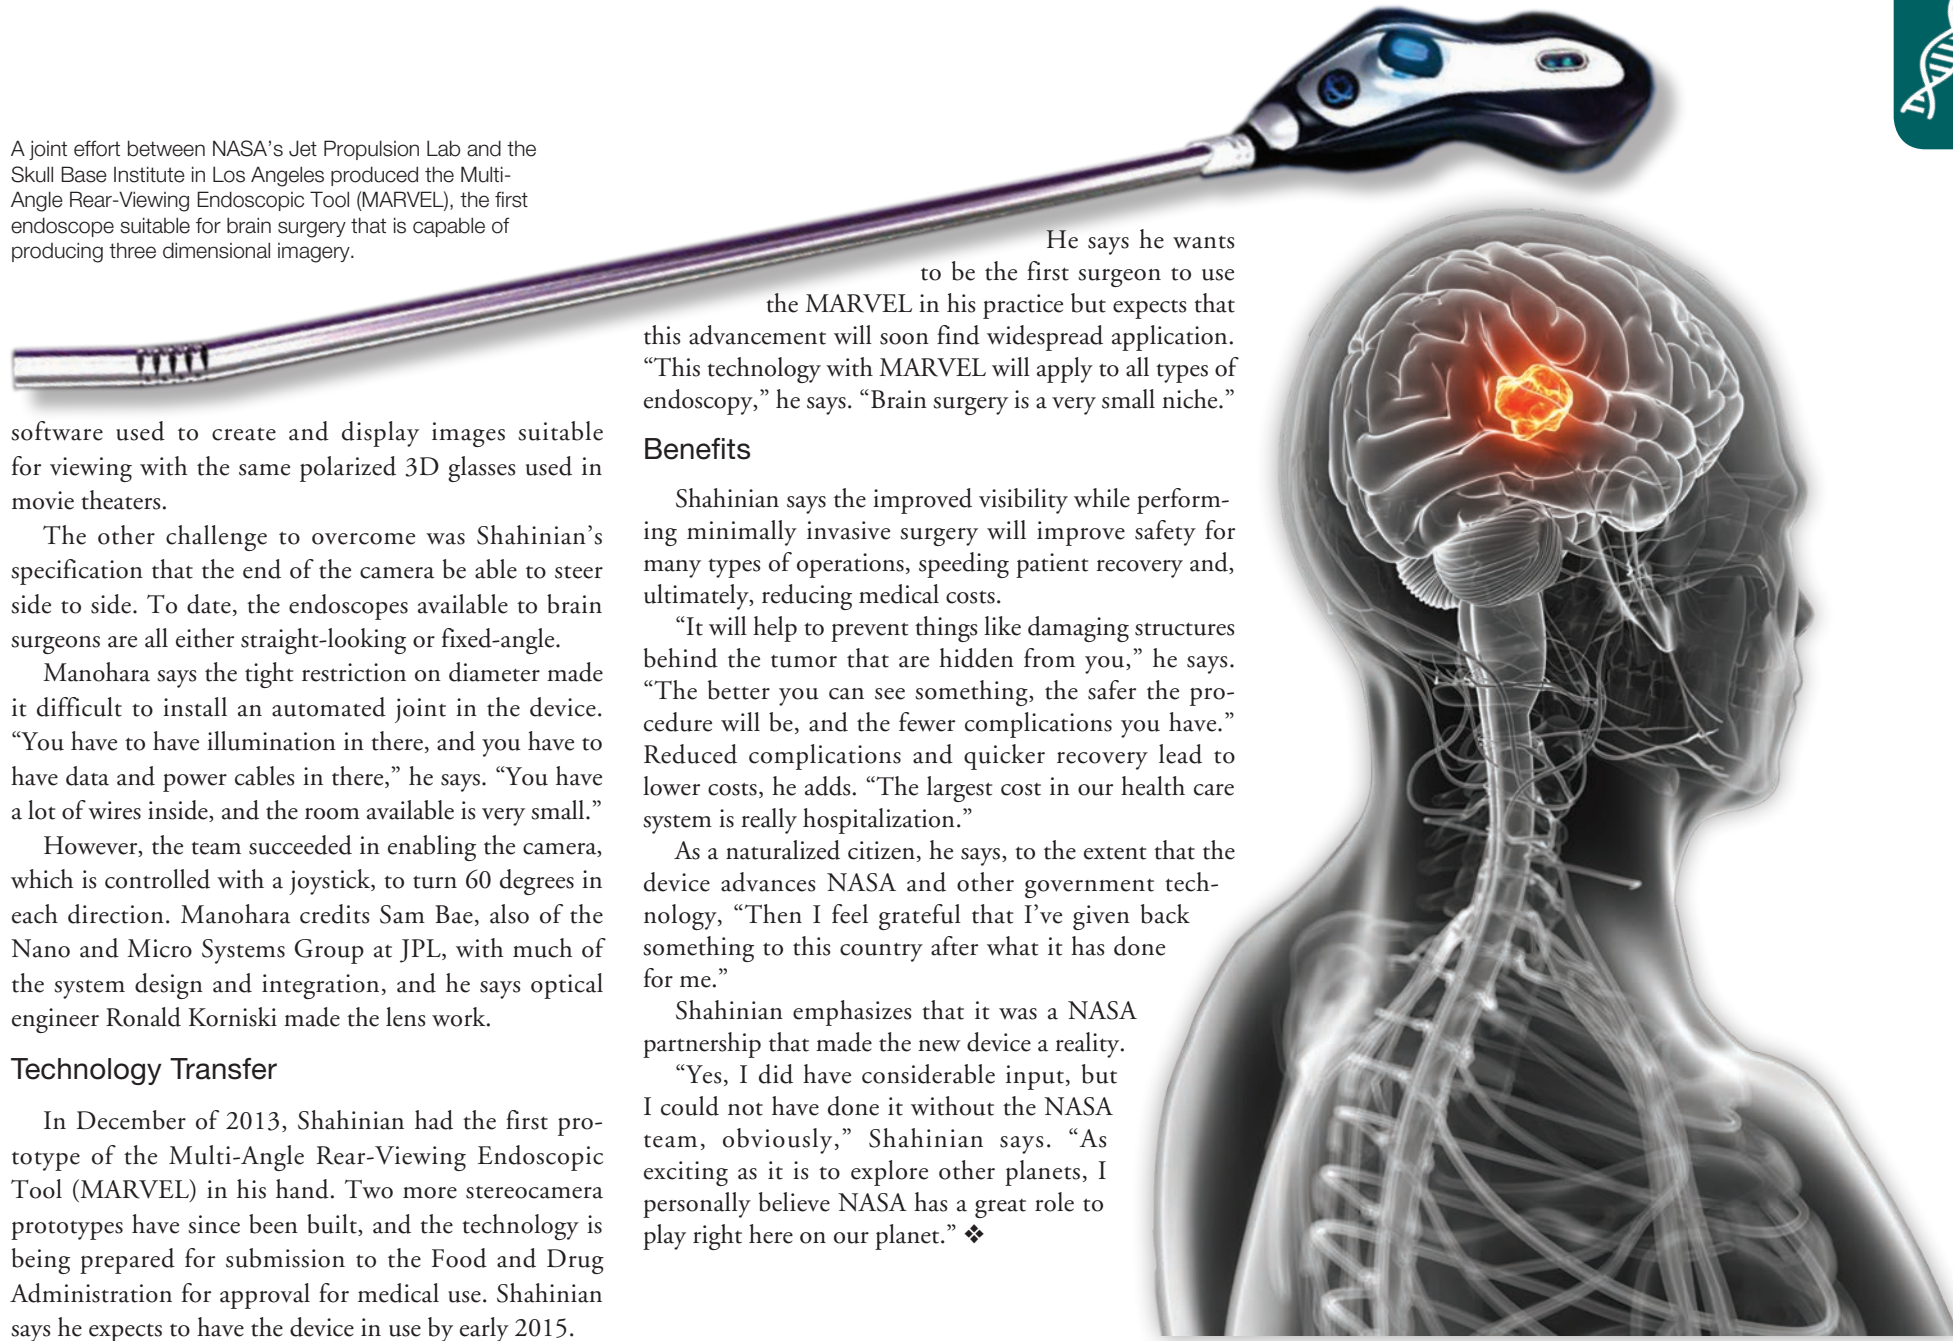 A joint effort between NASA’s Jet Propulsion Lab and the
Skull Base Institute in Los Angeles produced the Multi-
Angle Rear-Viewing Endoscopic Tool (MARVEL), the first
endoscope suitable for brain surgery that is capable of
producing three dimensional imagery.
software used to create and display images suitable
for viewing with the same polarized 3D glasses used in
movie theaters.
The other challenge to overcome was Shahinian’s
specification that the end of the camera be able to steer
side to side. To date, the endoscopes available to brain
surgeons are all either straight-looking or fixed-angle.
Manohara says the tight restriction on diameter made
it difficult to install an automated joint in the device.
“You have to have illumination in there, and you have to
have data and power cables in there,” he says. “You have
a lot of wires inside, and the room available is very small.”
However, the team succeeded in enabling the camera,
which is controlled with a joystick, to turn 60 degrees in
each direction. Manohara credits Sam Bae, also of the
Nano and Micro Systems Group at JPL, with much of
the system design and integration, and he says optical
engineer Ronald Korniski made the lens work.
Technology Transfer
In December of 2013, Shahinian had the first pro-
totype of the Multi-Angle Rear-Viewing Endoscopic
Tool (MARVEL) in his hand. Two more stereocamera
prototypes have since been built, and the technology is
being prepared for submission to the Food and Drug
Administration for approval for medical use. Shahinian
says he expects to have the device in use by early 2015.
He says he wants
to be the first surgeon to use
the MARVEL in his practice but expects that
this advancement will soon find widespread application.
“This technology with MARVEL will apply to all types of
endoscopy,” he says. “Brain surgery is a very small niche.”
Benefits
Shahinian says the improved visibility while perform-
ing minimally invasive surgery will improve safety for
many types of operations, speeding patient recovery and,
ultimately, reducing medical costs.
“It will help to prevent things like damaging structures
behind the tumor that are hidden from you,” he says.
“The better you can see something, the safer the pro-
cedure will be, and the fewer complications you have.”
Reduced complications and quicker recovery lead to
lower costs, he adds. “The largest cost in our health care
system is really hospitalization.”
As a naturalized citizen, he says, to the extent that the
device advances NASA and other government tech-
nology, “Then I feel grateful that I’ve given back
something to this country after what it has done
for me.”
Shahinian emphasizes that it was a NASA
partnership that made the new device a reality.
“Yes, I did have considerable input, but
I could not have done it without the NASA
team, obviously,” Shahinian says. “As
exciting as it is to explore other planets, I
personally believe NASA has a great role to
play right here on our planet.” ❖